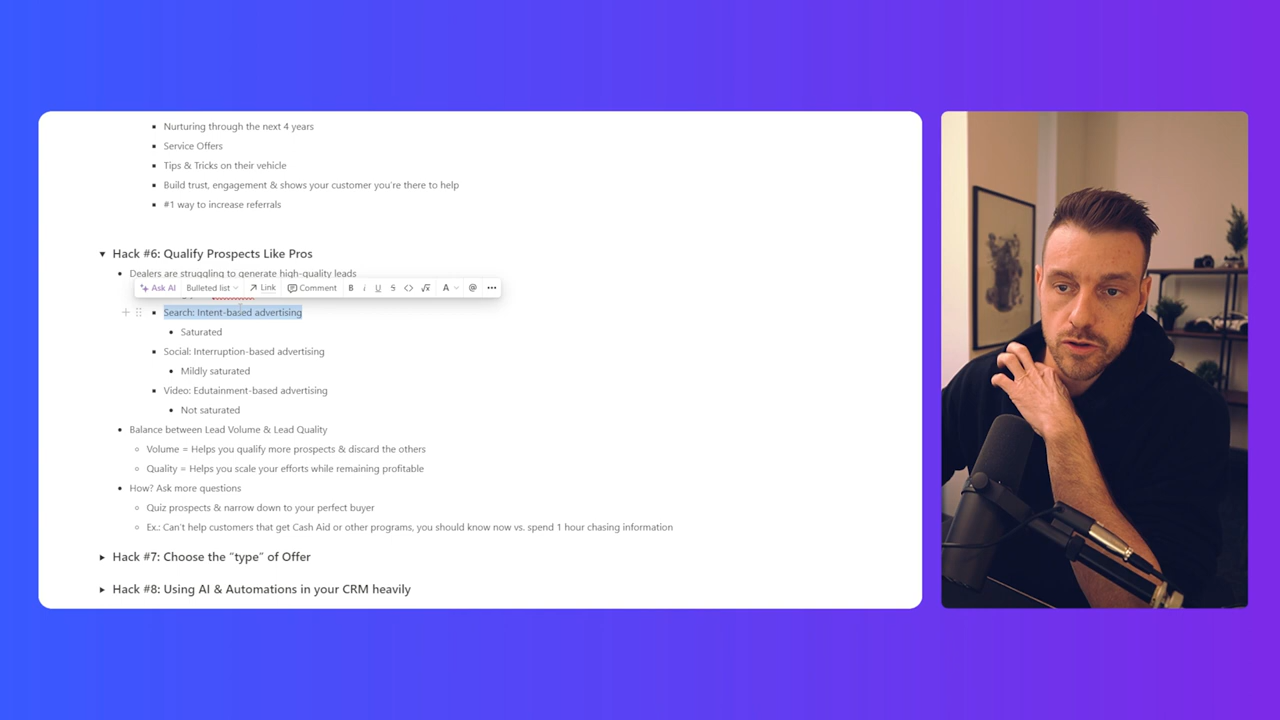 Nurturing through the next 4 years
Service Offers
Tips & Tricks on their vehicle
Build trust, engagement & shows your customer you're there to help
#1 way to increase referrals
Hack #6: Qualify Prospects Like Pros
Dealers are struggling to generate high-quality leads
Ask AI Bulleted list Link Comment B i U S A @
Search: Intent-based advertising
Saturated
Social: Interruption-based advertising
Mildly saturated
Video: Edutainment-based advertising
Not saturated
Balance between Lead Volume & Lead Quality
Volume = Helps you qualify more prospects & discard the others
Quality = Helps you scale your efforts while remaining profitable
How? Ask more questions
Quiz prospects & narrow down to your perfect buyer
Ex.: Can't help customers that get Cash Aid or other programs, you should know now vs. spend 1 hour chasing information
Hack #7: Choose the "type" of Offer
Hack #8: Using AI & Automations in your CRM heavily